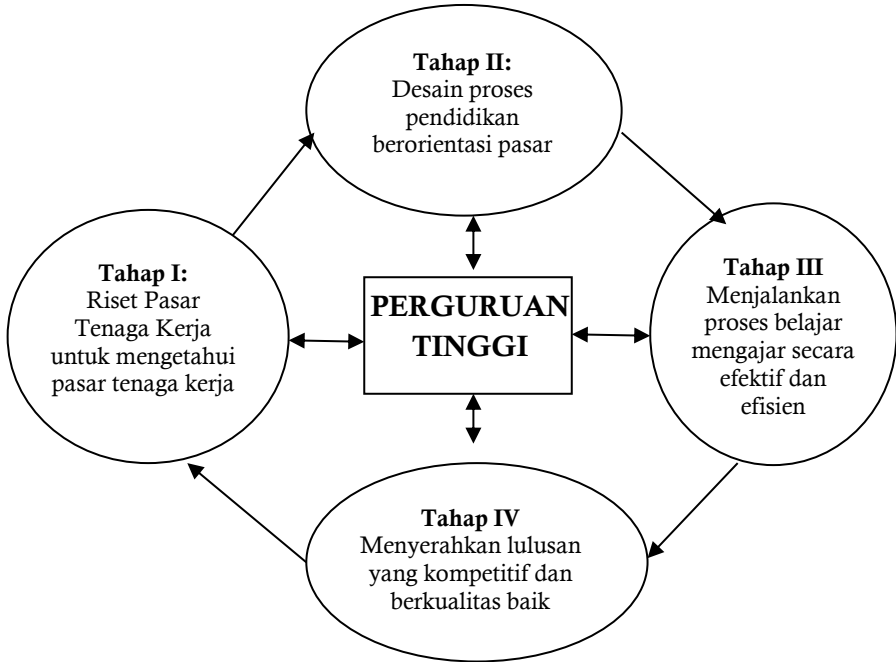 Tahap II:
Desain proses
pendidikan
berorientasi pasar
Tahap I:
Riset Pasar
Tenaga Kerja
untuk mengetahui
pasar tenaga kerja
PERGURUAN
TINGGI
Tahap III
Menjalankan
proses belajar
mengajar secara
efektif dan
efisien
Tahap IV
Menyerahkan lulusan
yang kompetitif dan
berkualitas baik